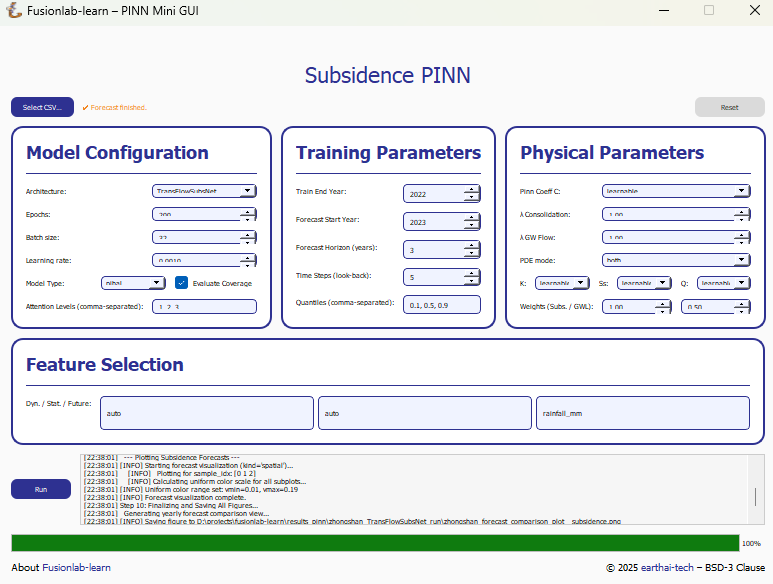 Fusionlab-learn – PINN Mini GUI
Subsidence PINN
Select CSV...
✓ Forecast finished.
Reset
Model Configuration
Architecture:
TransFlowSubsNet
Epochs:
200
Batch size:
32
Learning rate:
0.0010
Model Type:
pihal
Evaluate Coverage
Attention Levels (comma-separated):
1, 2, 3
Training Parameters
Train End Year:
2022
Forecast Start Year:
2023
Forecast Horizon (years):
3
Time Steps (look-back):
5
Quantiles (comma-separated):
0.1, 0.5, 0.9
Physical Parameters
Pinn Coeff C:
learnable
λ Consolidation:
1.00
λ GW Flow:
1.00
PDE mode:
both
K:
learnable
Ss:
learnable
Q:
learnable
Weights (Subs. / GWL):
1.00
0.50
Feature Selection
Dyn. / Stat. / Future:
auto
auto
rainfall_mm
Run
[22:38:01] --- Plotting Subsidence Forecasts ---
[22:38:01] [INFO] Starting forecast visualization (kind='spatial')...
[22:38:01] [INFO] Plotting for sample_idx: [0 1 2]
[22:38:01] [INFO] Calculating uniform color scale for all subplots...
[22:38:01] [INFO] Uniform color range set: vmin=0.01, vmax=0.19
[22:38:01] [INFO] Forecast visualization complete.
[22:38:01] Step 10: Finalizing and Saving All Figures...
[22:38:01] Generating yearly forecast comparison view...
[22:38:01] [INFO] Saving figure to D:\projects\fusionlab-learn\results_pinn\zhongshan_TransFlowSubsNet_run\zhongshan_forecast_comparison_plot_.subsidence.png
100%
About Fusionlab-learn
© 2025 earthai-tech – BSD-3 Clause